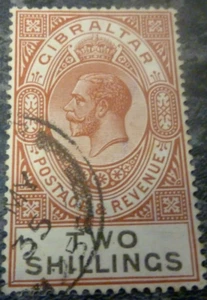 GIBRALTAR
POSTAGE & REVENUE
TWO
SHILLINGS